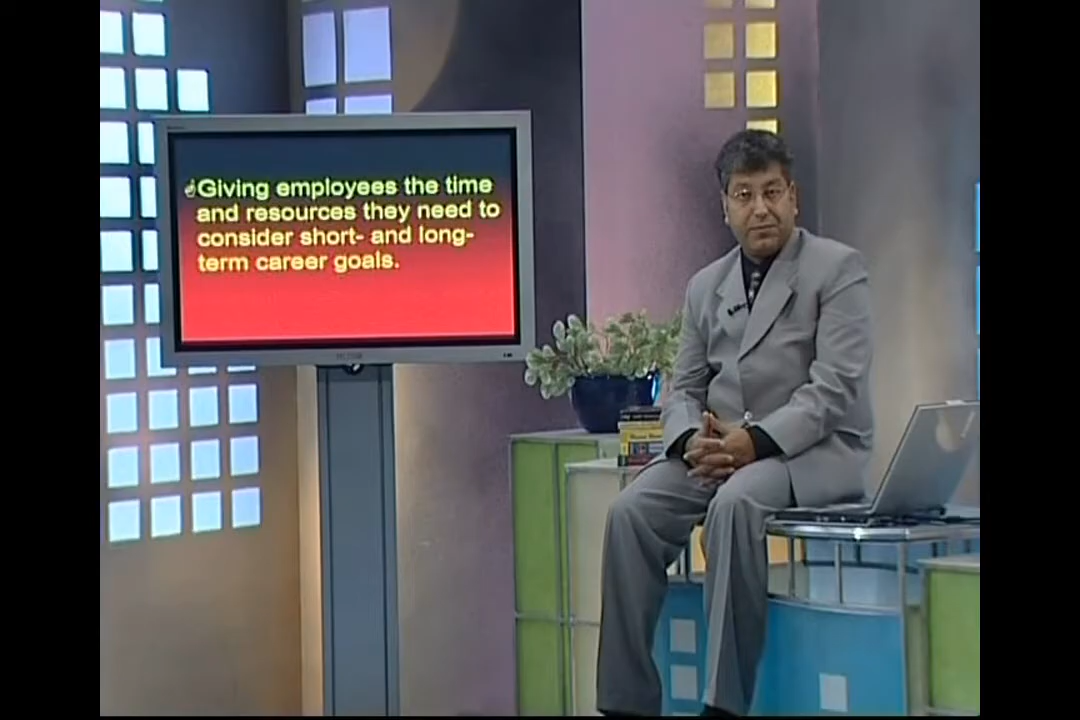 Giving employees the time
and resources they need to
consider short- and long-
term career goals.